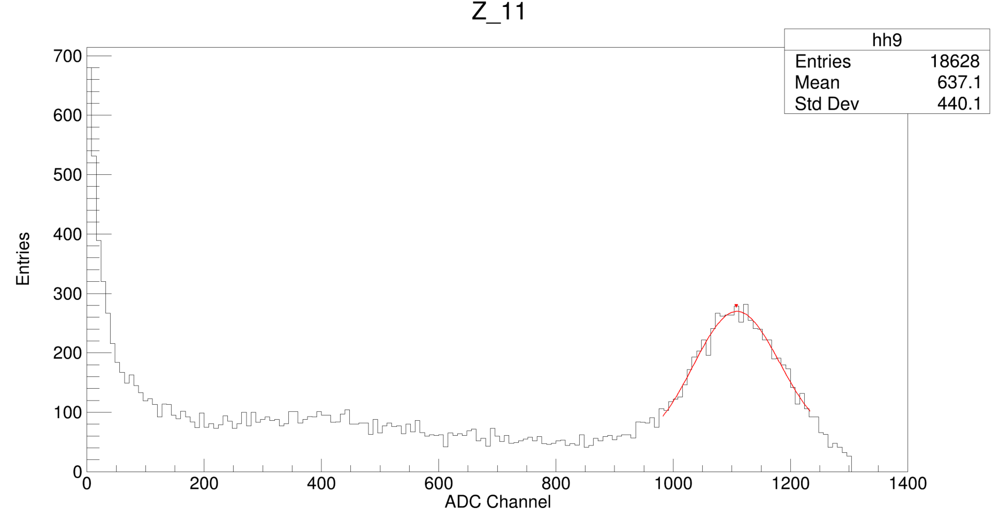 Z_11
hh9
Entries 18628
Mean 637.1
Std Dev 440.1
700
600
500
400
300
200
100
0
Entries
0 200 400 600 800 1000 1200 1400
ADC Channel